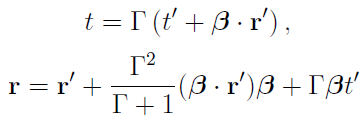 t = Γ (t′ + β · r′) ,
r = r′ + Γ²/(Γ + 1) (β · r′)β + Γβt′